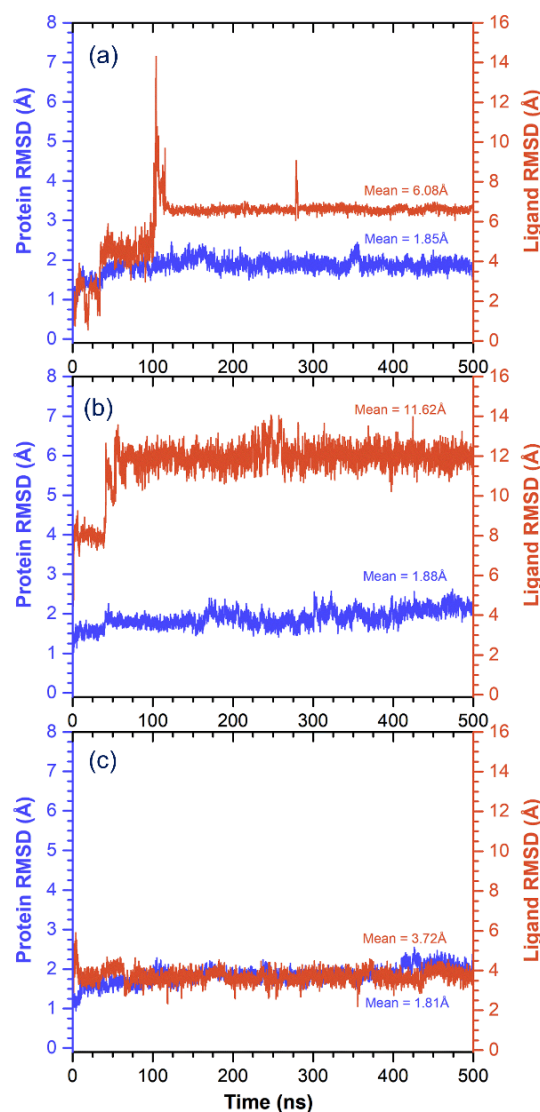 (a)
Protein RMSD (Å)
8
7
6
5
4
3
2
1
0
Mean = 6.08Å
Mean = 1.85Å
16
14
12
10
8
6
4
2
0
Ligand RMSD (Å)
0 100 200 300 400 500
(b)
Protein RMSD (Å)
8
7
6
5
4
3
2
1
0
Mean = 11.62Å
Mean = 1.88Å
16
14
12
10
8
6
4
2
0
Ligand RMSD (Å)
0 100 200 300 400 500
(c)
Protein RMSD (Å)
8
7
6
5
4
3
2
1
0
Mean = 3.72Å
Mean = 1.81Å
16
14
12
10
8
6
4
2
0
Ligand RMSD (Å)
0 100 200 300 400 500
Time (ns)